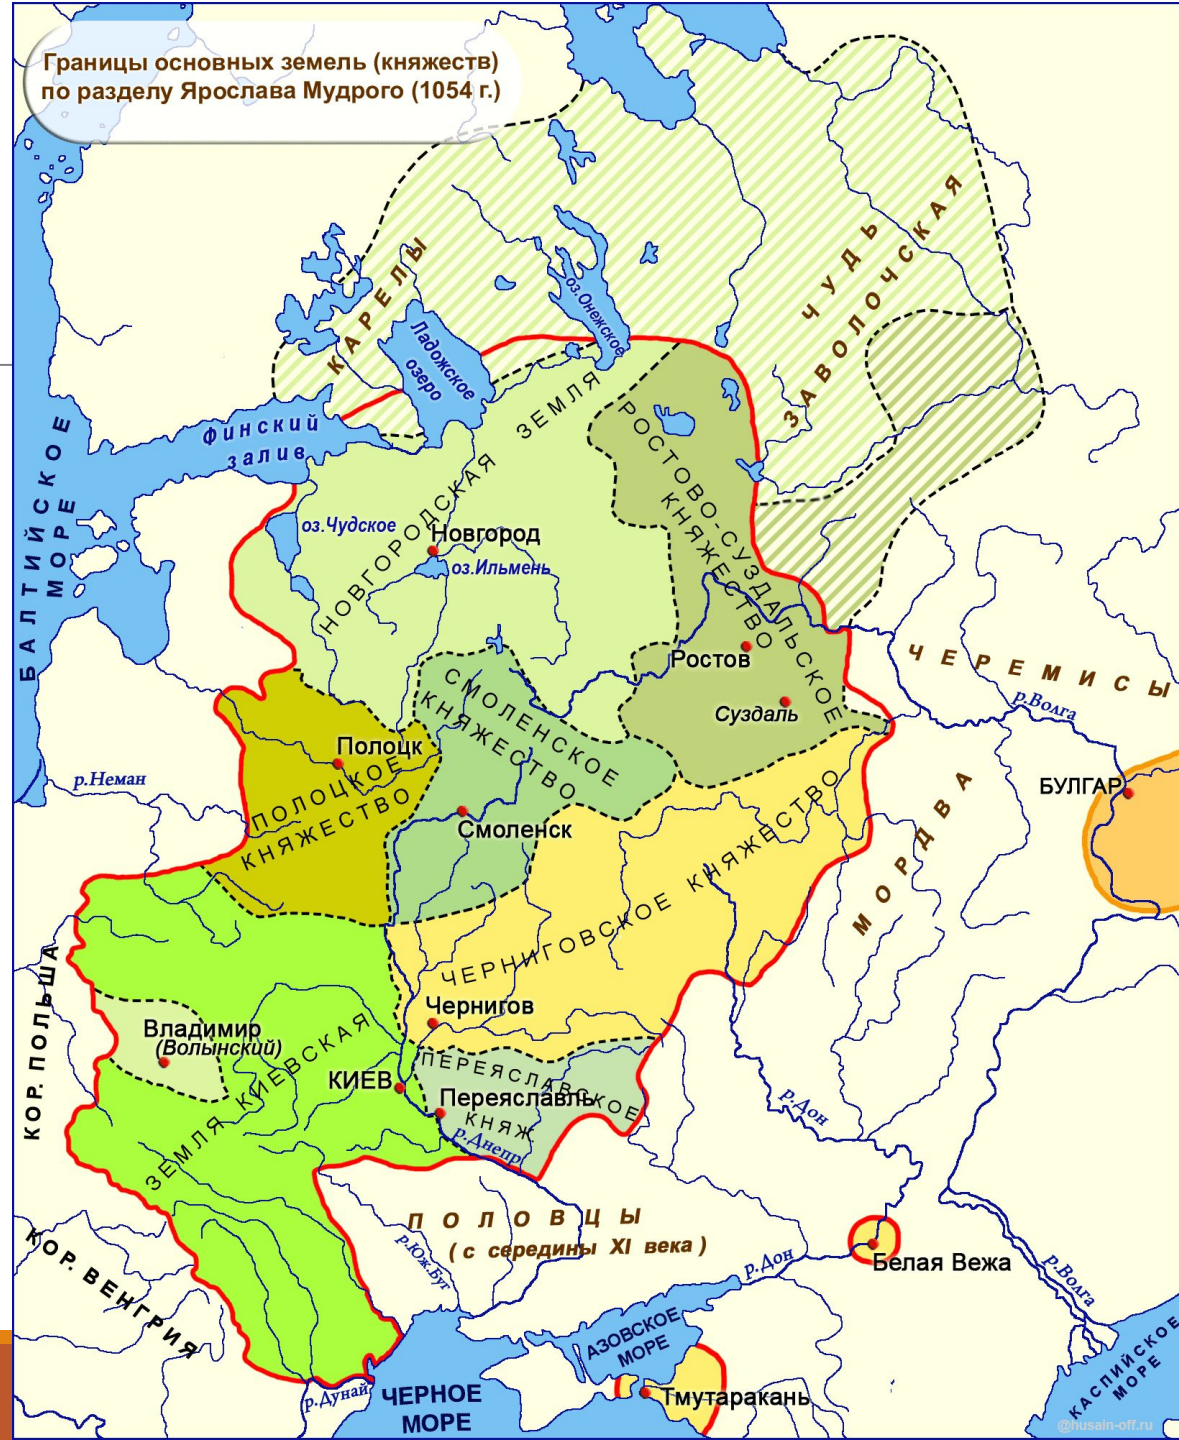 Границы основных земель (княжеств)
по разделу Ярослава Мудрого (1054 г.)
КАРЕЛЫ
ЧУДЬ
ЗАВОЛОЧСКАЯ
оз.Онежское
Ладожское
озеро
финский
залив
БАЛТИЙСКОЕ
МОРЕ
НОВГОРОДСКАЯ ЗЕМЛЯ
РОСТОВО-СУЗДАЛЬСКОЕ
КНЯЖЕСТВО
оз.Чудское
Новгород
оз.Ильмень
Ростов
Суздаль
ЧЕРЕМИСЫ
р.Волга
СМОЛЕНСКОЕ
КНЯЖЕСТВО
Полоцк
ПОЛОЦКОЕ
КНЯЖЕСТВО
р.Неман
Смоленск
БУЛГАР
МОРДВА
ЧЕРНИГОВСКОЕ КНЯЖЕСТВО
КОР. ПОЛЬША
Чернигов
Владимир
(Волынский)
ЗЕМЛЯ КИЕВСКАЯ
КИЕВ
ПЕРЕЯСЛАВСКОЕ
КНЯЖ.
Переяславль
р.Днепр
р.Дон
ПОЛОВЦЫ
(с середины XI века)
р.Юж.Буг
КОР. ВЕНГРИЯ
р.Дон
Белая Вежа
р.Волга
АЗОВСКОЕ
МОРЕ
Тмутаракань
р.Дунай
ЧЕРНОЕ
МОРЕ
КАСПИЙСКОЕ
МОРЕ
@husain-off.ru